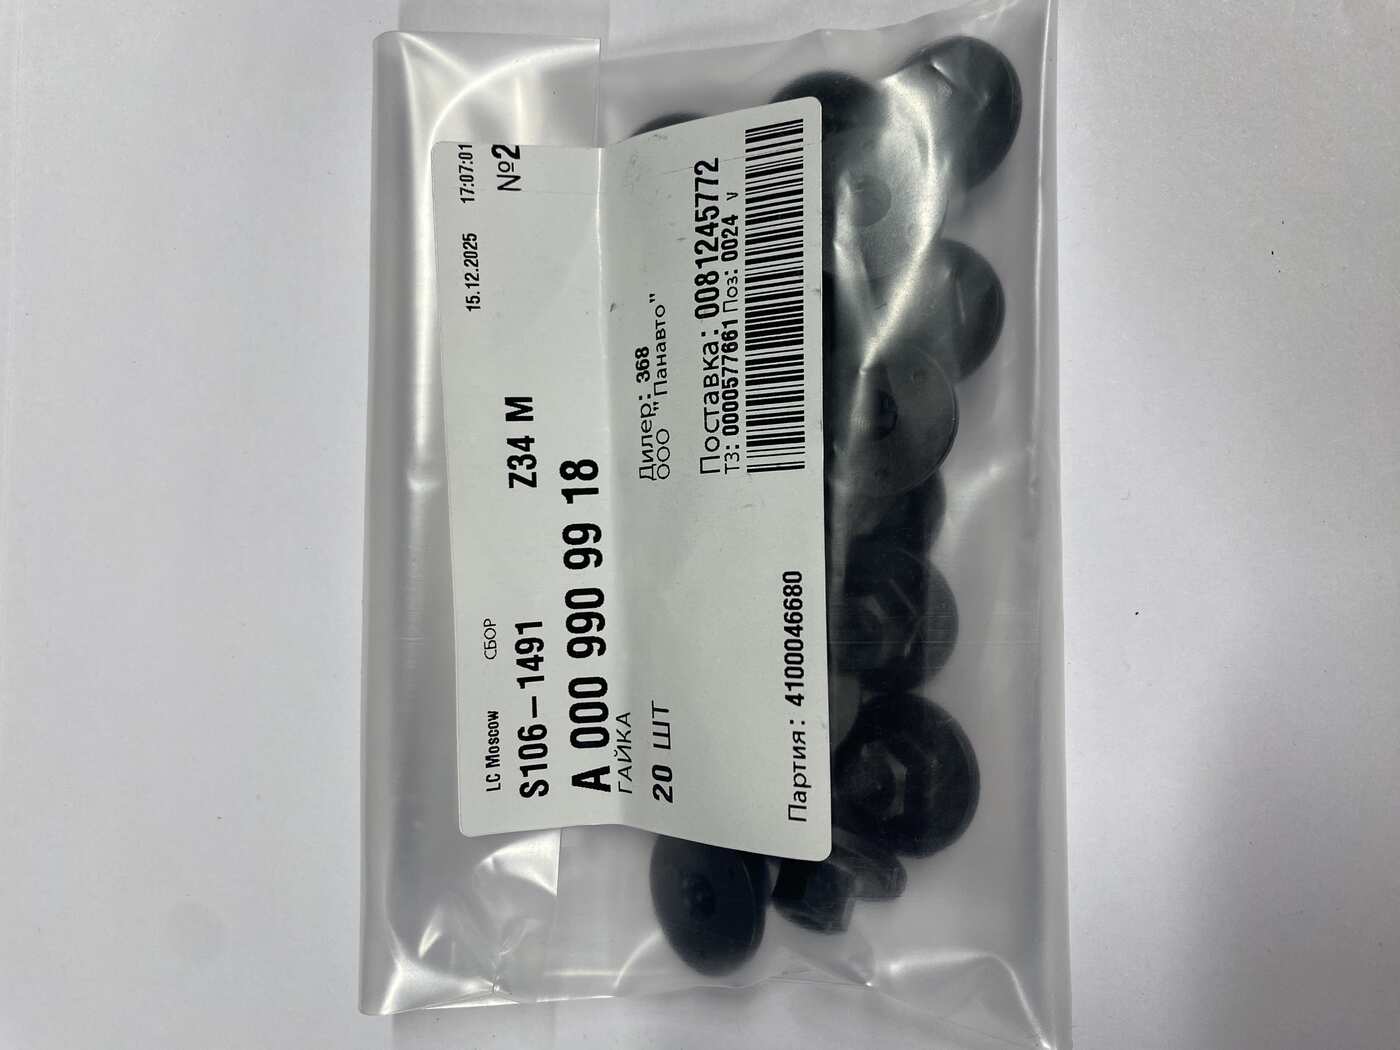 15.12.2025 17:07:01
LC Moscow СБОР №2
S106-1491 Z34 M
A 000 990 99 18
ГАЙКА
20 ШТ
Дилер: 368
ООО "Панавто"
Поставка: 0081245772
ТЗ: 0000577661 Поз: 0024 v
Партия: 4100046680